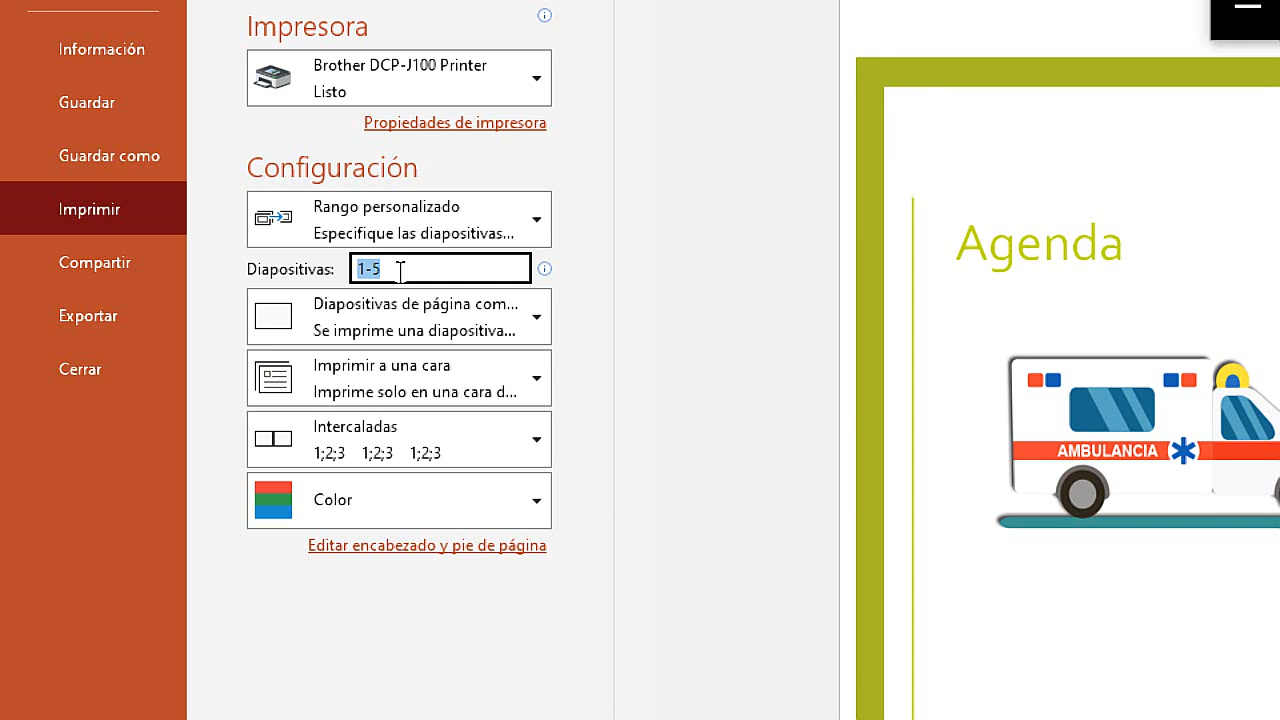 Información
Guardar
Guardar como
Imprimir
Compartir
Exportar
Cerrar
Impresora
Brother DCP-J100 Printer
Listo
Propiedades de impresora
Configuración
Rango personalizado
Especifique las diapositivas...
Diapositivas: 1-5
Diapositivas de página com...
Se imprime una diapositiva...
Imprimir a una cara
Imprime solo en una cara d...
Intercaladas
1;2;3 1;2;3 1;2;3
Color
Editar encabezado y pie de página
Agenda
AMBULANCIA